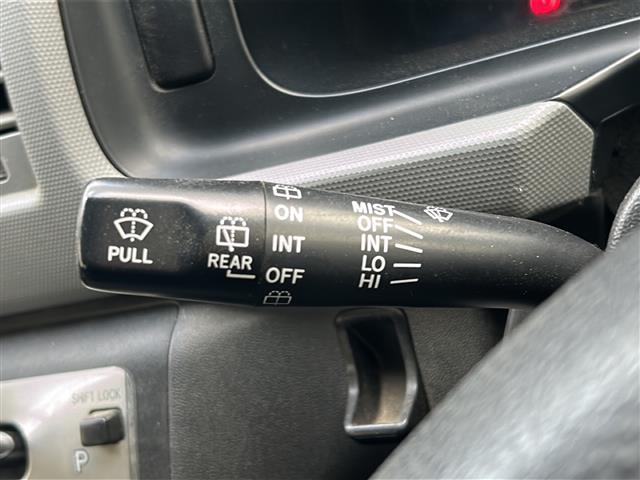 PULL
REAR
ON
INT
OFF
MIST
OFF
INT
LO
HI
SHIFT LOCK
P